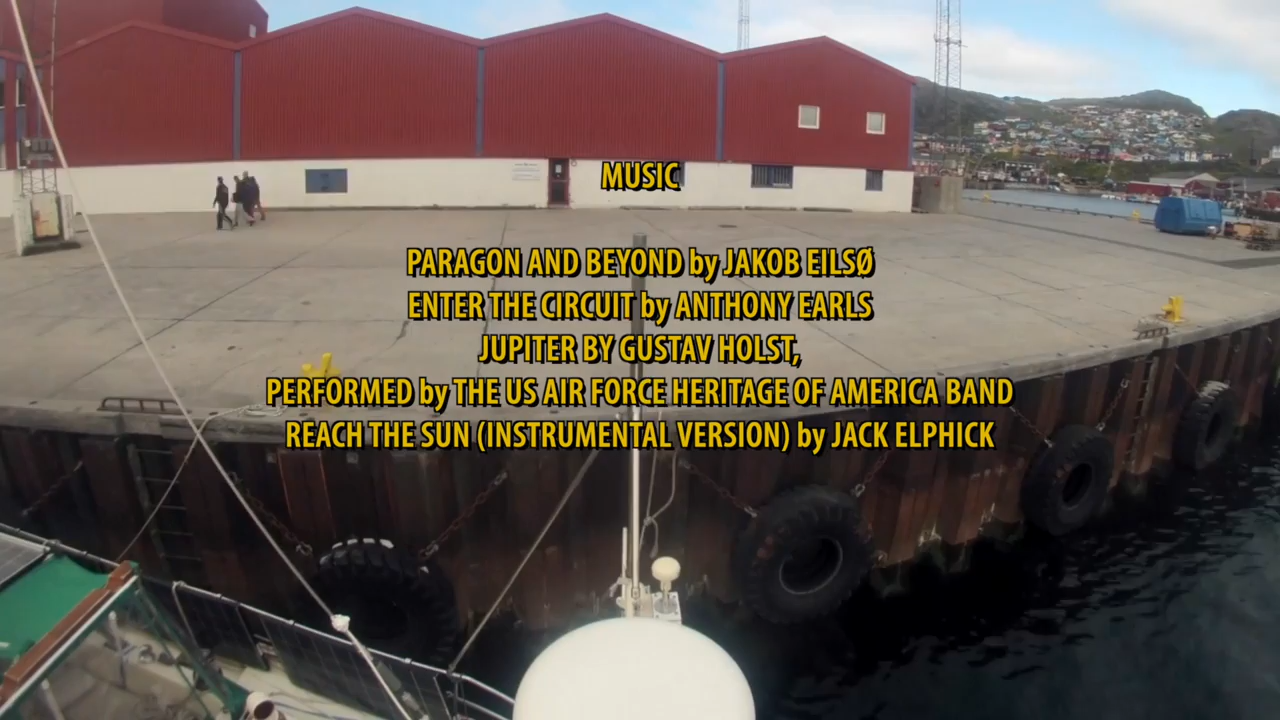 MUSIC
PARAGON AND BEYOND by JAKOB EILSØ
ENTER THE CIRCUIT by ANTHONY EARLS
JUPITER BY GUSTAV HOLST,
PERFORMED by THE US AIR FORCE HERITAGE OF AMERICA BAND
REACH THE SUN (INSTRUMENTAL VERSION) by JACK ELPHICK